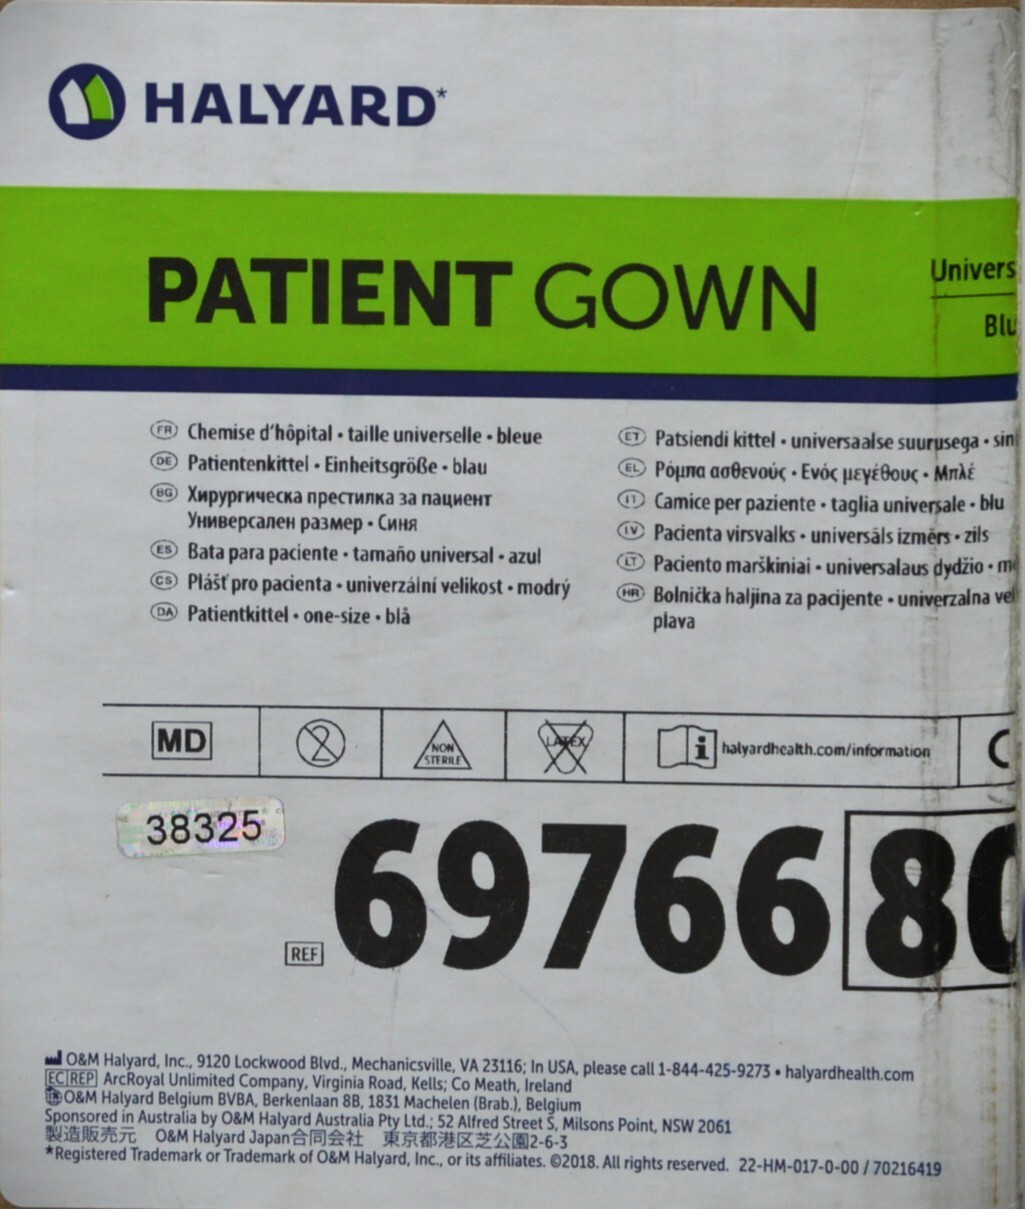 HALYARD*
PATIENT GOWN
Univers
Blu
FR Chemise d'hôpital • taille universelle • bleue
DE Patientenkittel • Einheitsgröße • blau
BG Хирургическа престилка за пациент
Универсален размер • Синя
ES Bata para paciente • tamaño universal • azul
CS Plášť pro pacienta • univerzální velikost • modrý
DA Patientkittel • one-size • blå
ET Patsiendi kittel • universaalse suurusega • sin
EL Ρόμπα ασθενούς • Ενός μεγέθους • Μπλέ
IT Camice per paziente • taglia universale • blu
LV Pacienta virsvalks • universāls izmērs • zils
LT Paciento marškiniai • universalaus dydžio • m
HR Bolnička haljina za pacijente • univerzalna vel
plava
MD
2
NON STERILE
LATEX
i halyardhealth.com/information
C
38325
REF 69766 80
O&M Halyard, Inc., 9120 Lockwood Blvd., Mechanicsville, VA 23116; In USA, please call 1-844-425-9273 • halyardhealth.com
EC REP ArcRoyal Unlimited Company, Virginia Road, Kells; Co Meath, Ireland
O&M Halyard Belgium BVBA, Berkenlaan 8B, 1831 Machelen (Brab.), Belgium
Sponsored in Australia by O&M Halyard Australia Pty Ltd.; 52 Alfred Street S, Milsons Point, NSW 2061
製造販売元 O&M Halyard Japan合同会社 東京都港区芝公園2-6-3
*Registered Trademark or Trademark of O&M Halyard, Inc., or its affiliates. ©2018. All rights reserved. 22-HM-017-0-00 / 70216419